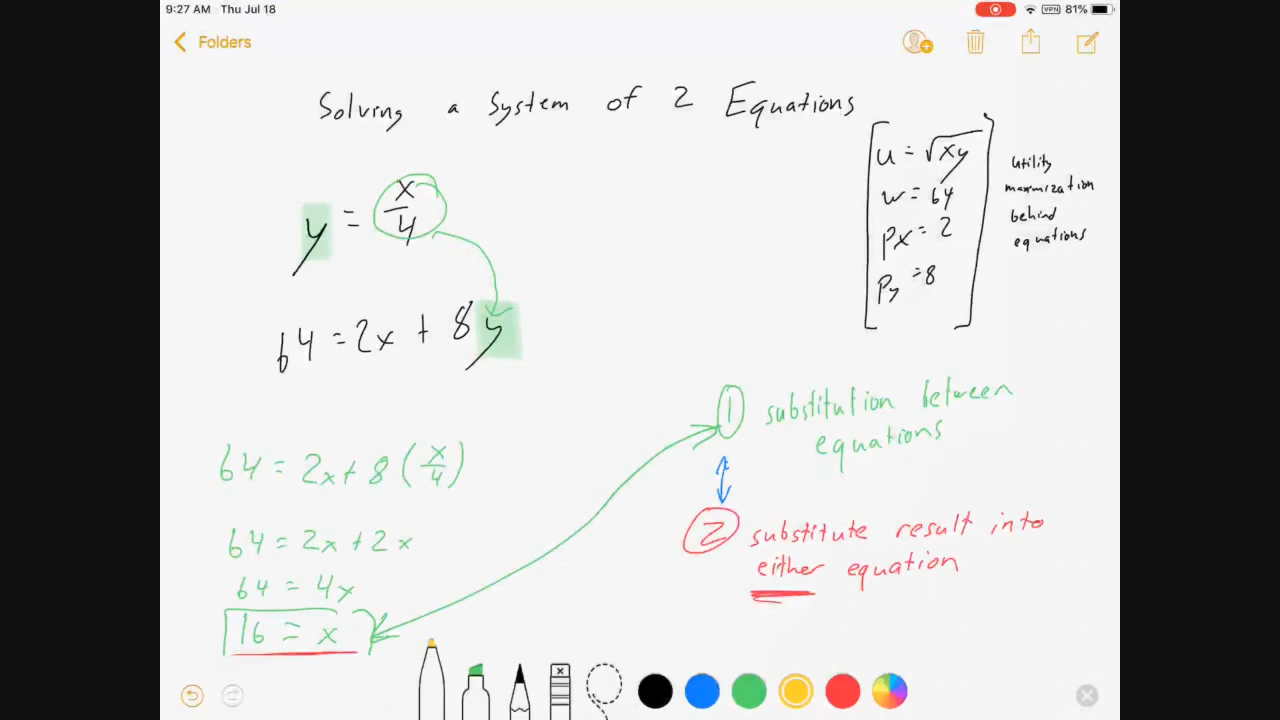 9:27 AM Thu Jul 18
VPN 81%
Folders
Solving a System of 2 Equations
y = x/4
64 = 2x + 8y
u = √xy
w = 64
Px = 2
Py = 8
utility
maximization
behind
equations
64 = 2x + 8 (x/4)
64 = 2x + 2x
64 = 4x
16 = x
1 substitution between
equations
2 substitute result into
either equation